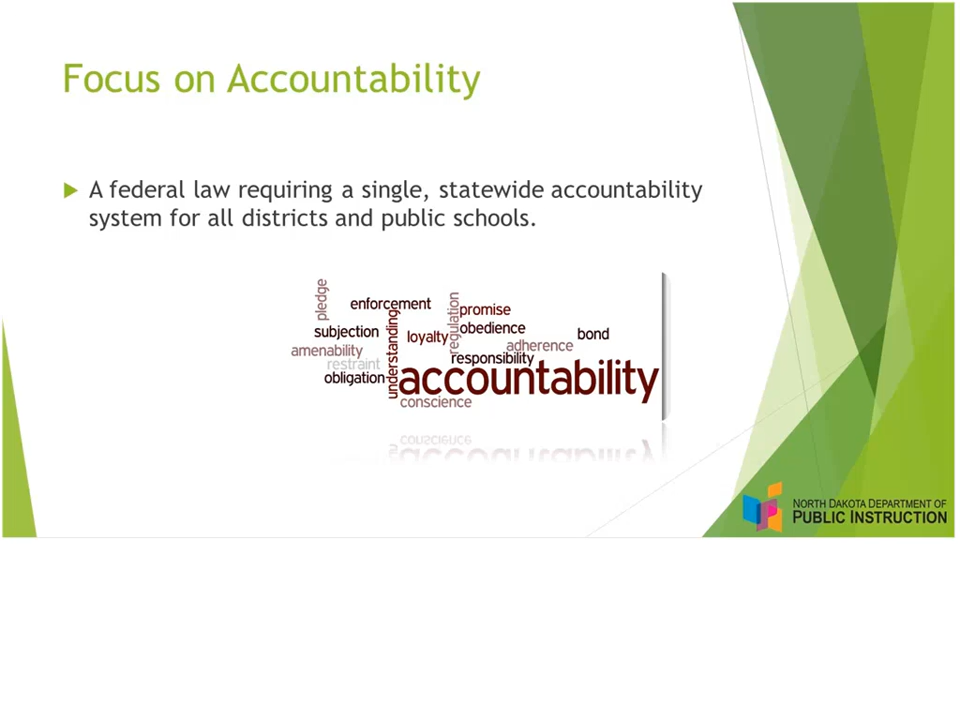 Focus on Accountability
A federal law requiring a single, statewide accountability
system for all districts and public schools.
pledge
enforcement
regulation
promise
subjection
understanding
loyalty
obedience
bond
amenability
adherence
restraint
responsibility
obligation
accountability
conscience
NORTH DAKOTA DEPARTMENT OF
PUBLIC INSTRUCTION